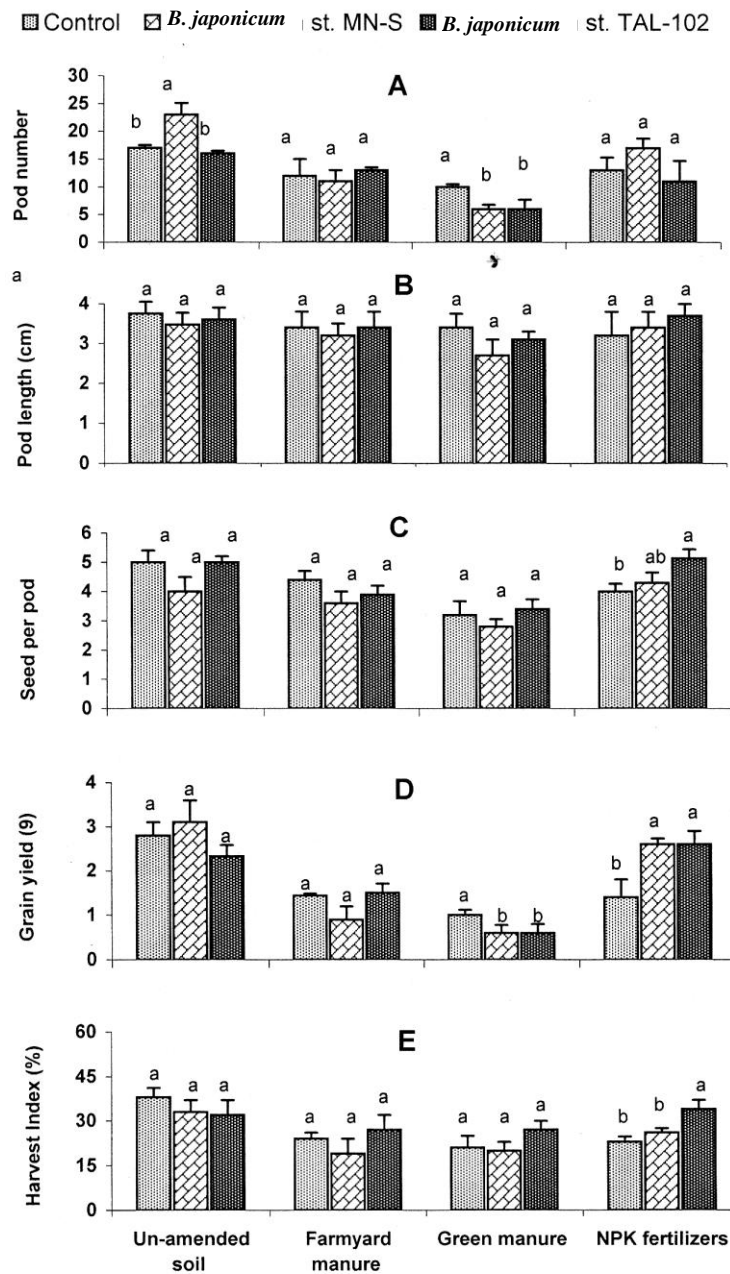 Control B. japonicum st. MN-S B. japonicum st. TAL-102
A
Pod number
30
25
20
15
10
5
0
b a b
a a a
a b b
a a a
a
B
Pod length (cm)
4
3
2
1
0
a a a
a a a
a a a
a a a
C
Seed per pod
6
5
4
3
2
1
0
a a a
a a a
a a a
b ab a
D
Grain yield (9)
4
3
2
1
0
a a a
a a a
a b b
b a a
E
Harvest Index (%)
60
45
30
15
0
a a a
a a a
a a a
b b a
Un-amended soil
Farmyard manure
Green manure
NPK fertilizers